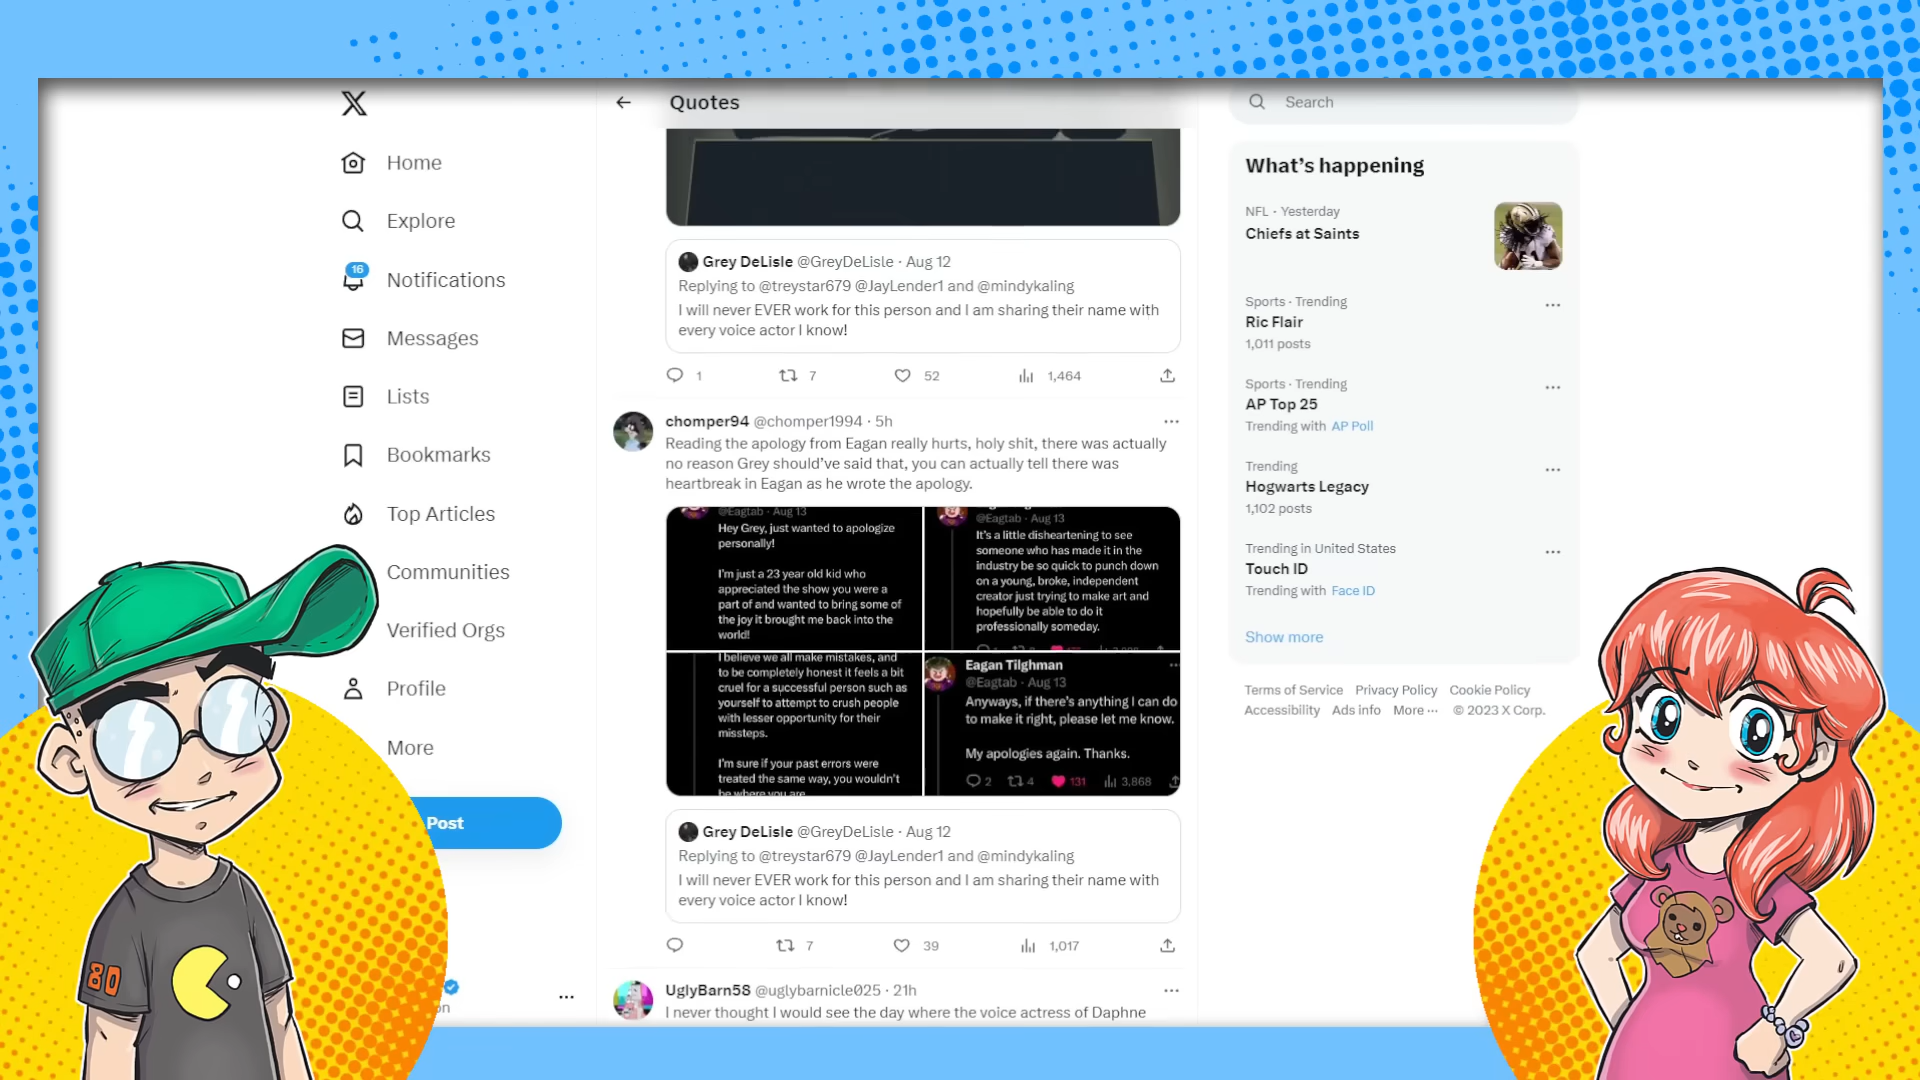 X
Home
Explore
16
Notifications
Messages
Lists
Bookmarks
Top Articles
Communities
Verified Orgs
Profile
More
Post
Quotes
Grey DeLisle @GreyDeLisle · Aug 12
Replying to @treystar679 @JayLender1 and @mindykaling
I will never EVER work for this person and I am sharing their name with
every voice actor I know!
1 7 52 1,464
chomper94 @chomper1994 · 5h
Reading the apology from Eagan really hurts, holy shit, there was actually
no reason Grey should've said that, you can actually tell there was
heartbreak in Eagan as he wrote the apology.
@Eagtab · Aug 13
Hey Grey, just wanted to apologize
personally!
I'm just a 23 year old kid who
appreciated the show you were a
part of and wanted to bring some of
the joy it brought me back into the
world!
@Eagtab · Aug 13
It's a little disheartening to see
someone who has made it in the
industry be so quick to punch down
on a young, broke, independent
creator just trying to make art and
hopefully be able to do it
professionally someday.
I believe we all make mistakes, and
to be completely honest it feels a bit
cruel for a successful person such as
yourself to attempt to crush people
with lesser opportunity for their
missteps.
I'm sure if your past errors were
treated the same way, you wouldn't
be where you are
Eagan Tilghman
@Eagtab · Aug 13
Anyways, if there's anything I can do
to make it right, please let me know.
My apologies again. Thanks.
2 4 131 3,868
Grey DeLisle @GreyDeLisle · Aug 12
Replying to @treystar679 @JayLender1 and @mindykaling
I will never EVER work for this person and I am sharing their name with
every voice actor I know!
7 39 1,017
UglyBarn58 @uglybarnicle025 · 21h
I never thought I would see the day where the voice actress of Daphne
Search
What's happening
NFL · Yesterday
Chiefs at Saints
Sports · Trending
Ric Flair
1,011 posts
Sports · Trending
AP Top 25
Trending with AP Poll
Trending
Hogwarts Legacy
1,102 posts
Trending in United States
Touch ID
Trending with Face ID
Show more
Terms of Service Privacy Policy Cookie Policy
Accessibility Ads info More ··· © 2023 X Corp.
80